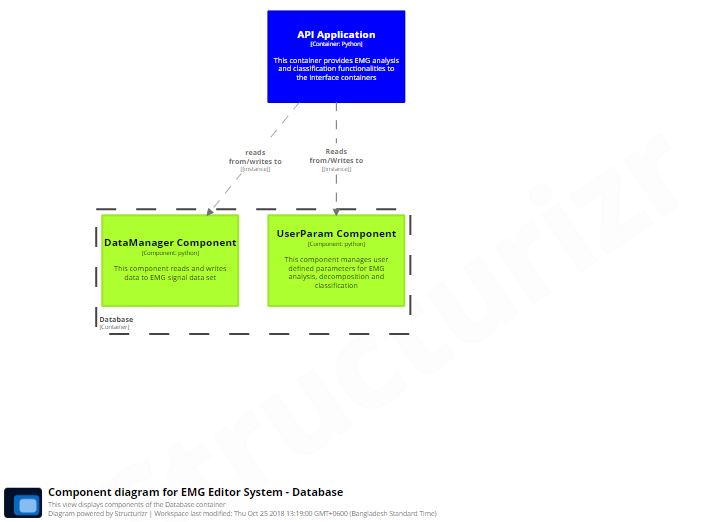 API Application
[Container: Python]
This container provides EMG analysis
and classification functionalities to
the interface containers
reads
from/writes to
[[instance]]
Reads
from/Writes to
[[instance]]
DataManager Component
[Component: python]
This component reads and writes
data to EMG signal data set
UserParam Component
[Component: python]
This component manages user
defined parameters for EMG
analysis, decomposition and
classification
Database
[Container]
Structurizr
Component diagram for EMG Editor System - Database
This view displays components of the Database container
Diagram powered by Structurizr | Workspace last modified: Thu Oct 25 2018 13:19:00 GMT+0600 (Bangladesh Standard Time)